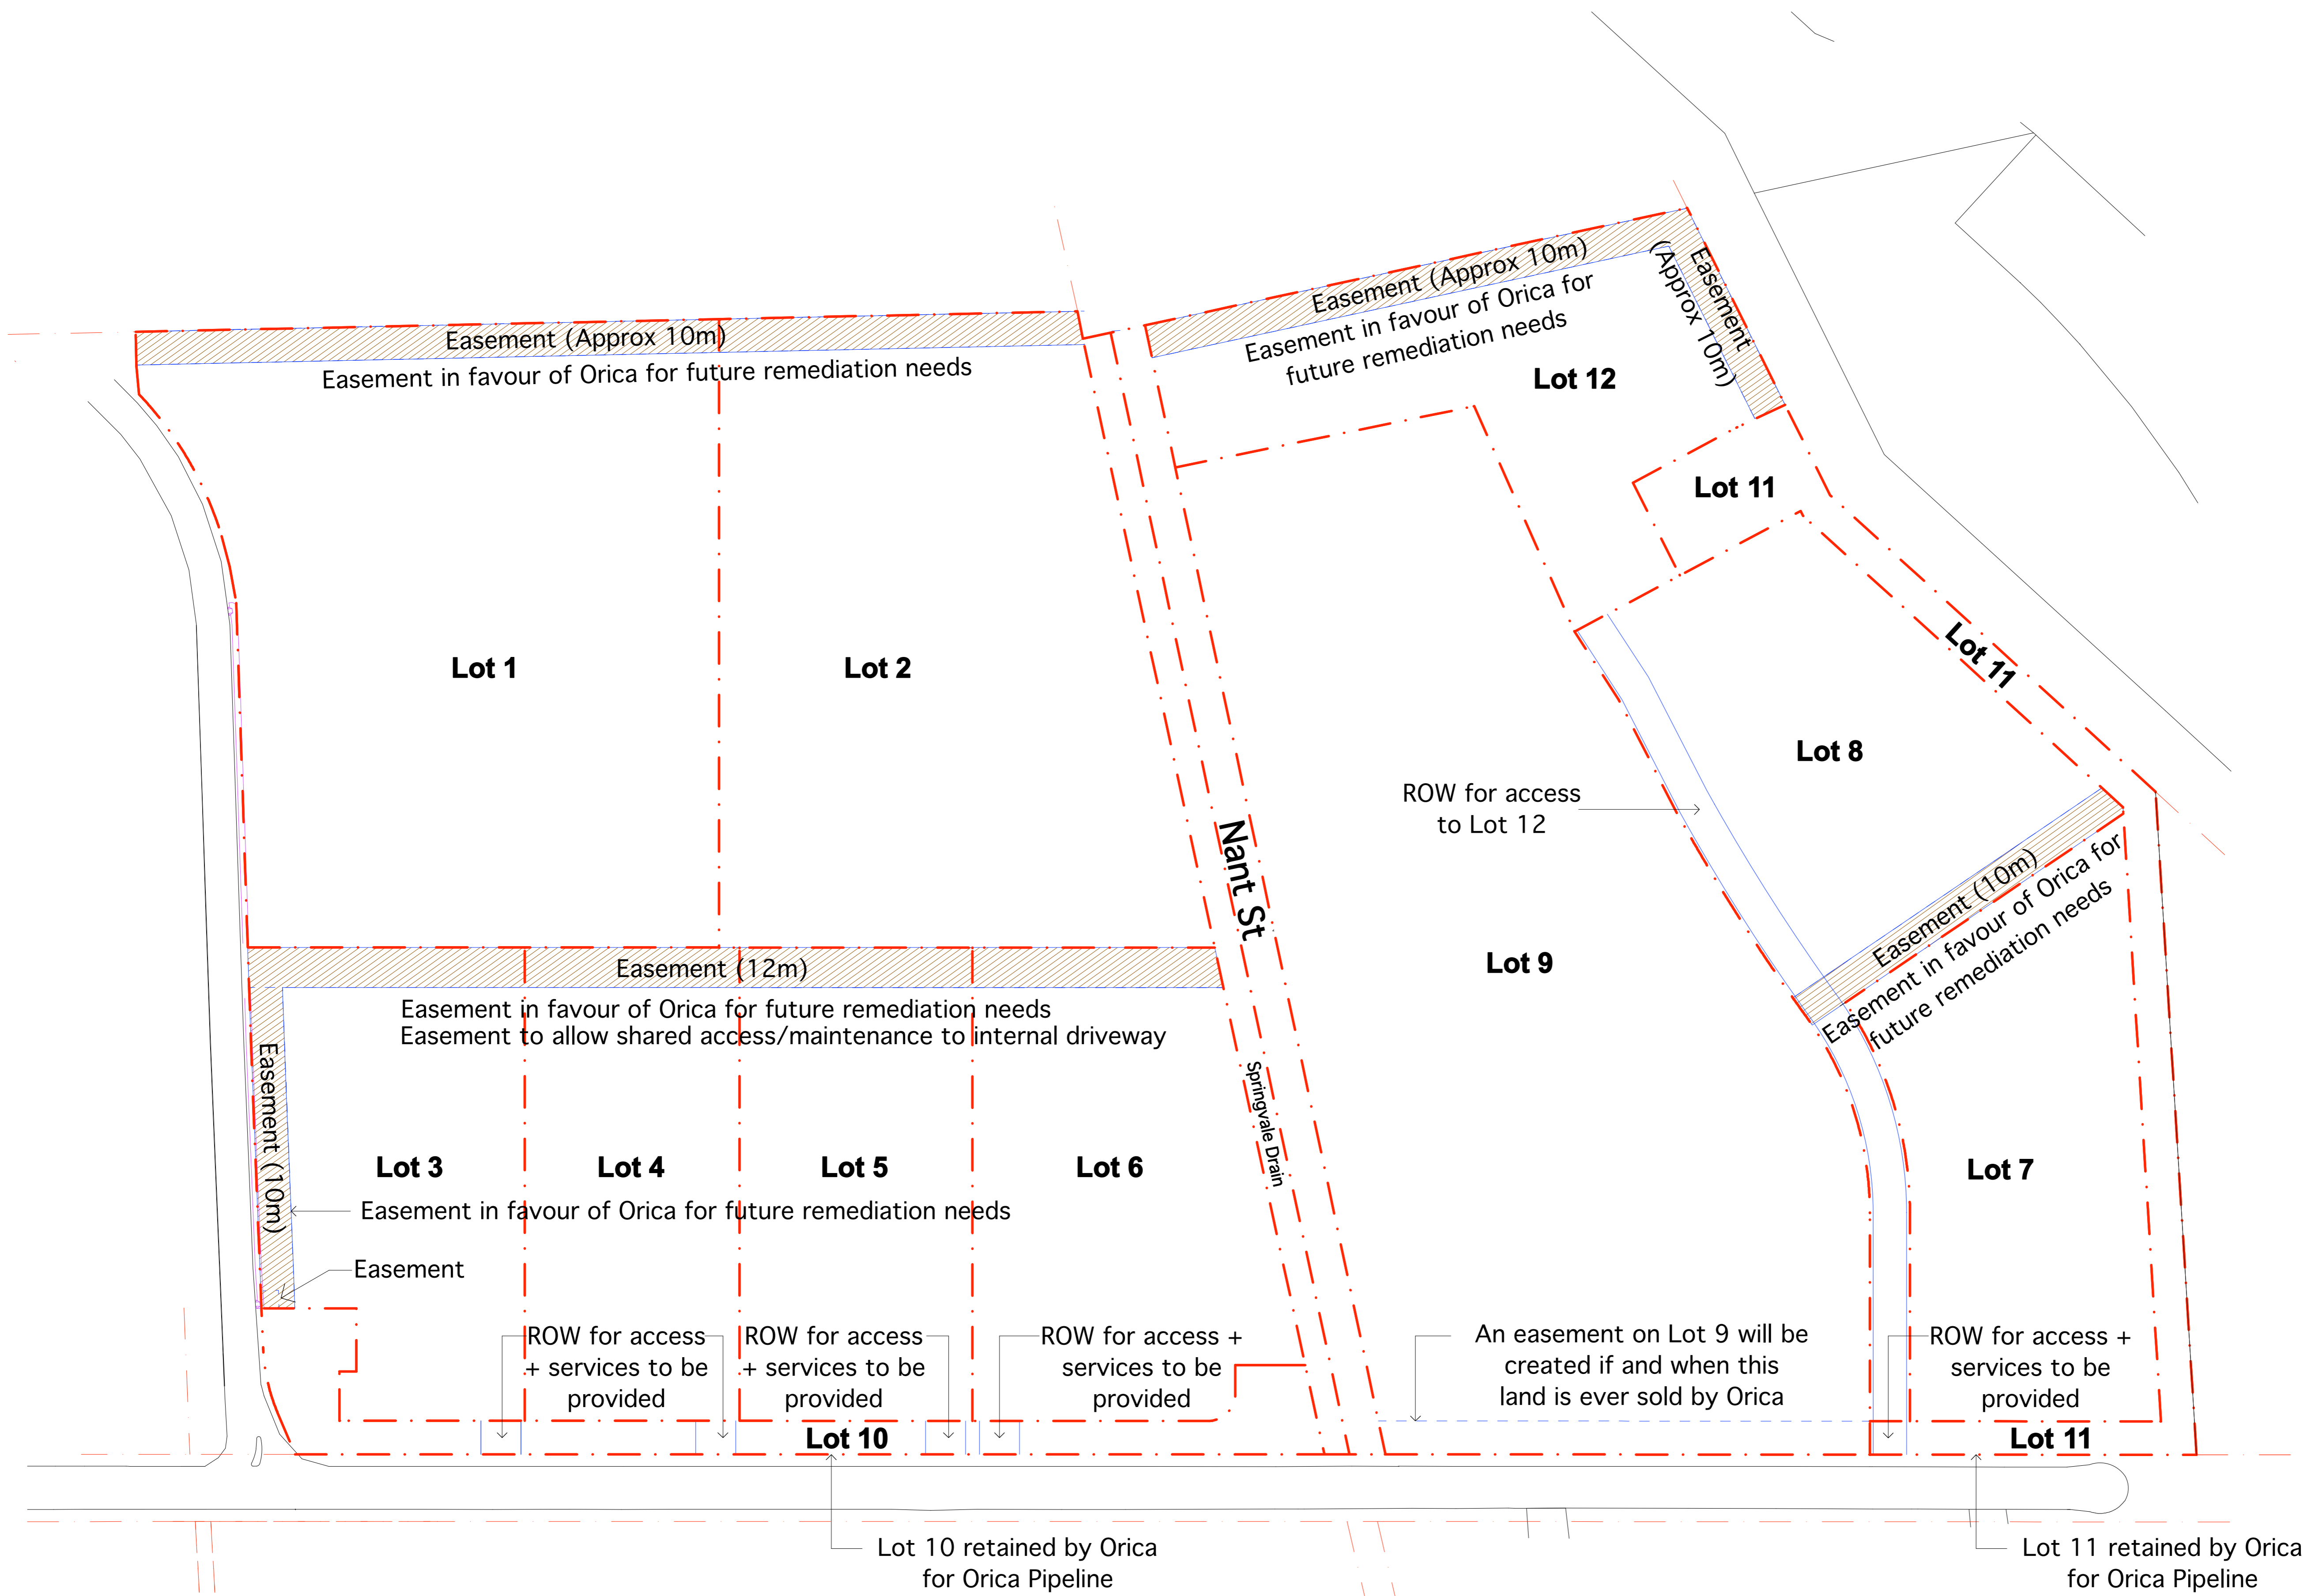 Easement (Approx 10m)
Easement in favour of Orica for
future remediation needs
Easement
(Approx 10m)
Easement (Approx 10m)
Easement in favour of Orica for future remediation needs
Lot 12
Lot 11
Lot 1
Lot 2
Lot 11
Lot 8
ROW for access
to Lot 12
Nant St
Easement (10m)
Easement in favour of Orica for
future remediation needs
Lot 9
Easement (12m)
Easement in favour of Orica for future remediation needs
Easement to allow shared access/maintenance to internal driveway
Easement (10m)
Springvale Drain
Lot 3
Lot 4
Lot 5
Lot 6
Lot 7
Easement in favour of Orica for future remediation needs
Easement
ROW for access
+ services to be
provided
ROW for access
+ services to be
provided
ROW for access +
services to be
provided
An easement on Lot 9 will be
created if and when this
land is ever sold by Orica
ROW for access +
services to be
provided
Lot 10
Lot 11
Lot 10 retained by Orica
for Orica Pipeline
Lot 11 retained by Orica
for Orica Pipeline